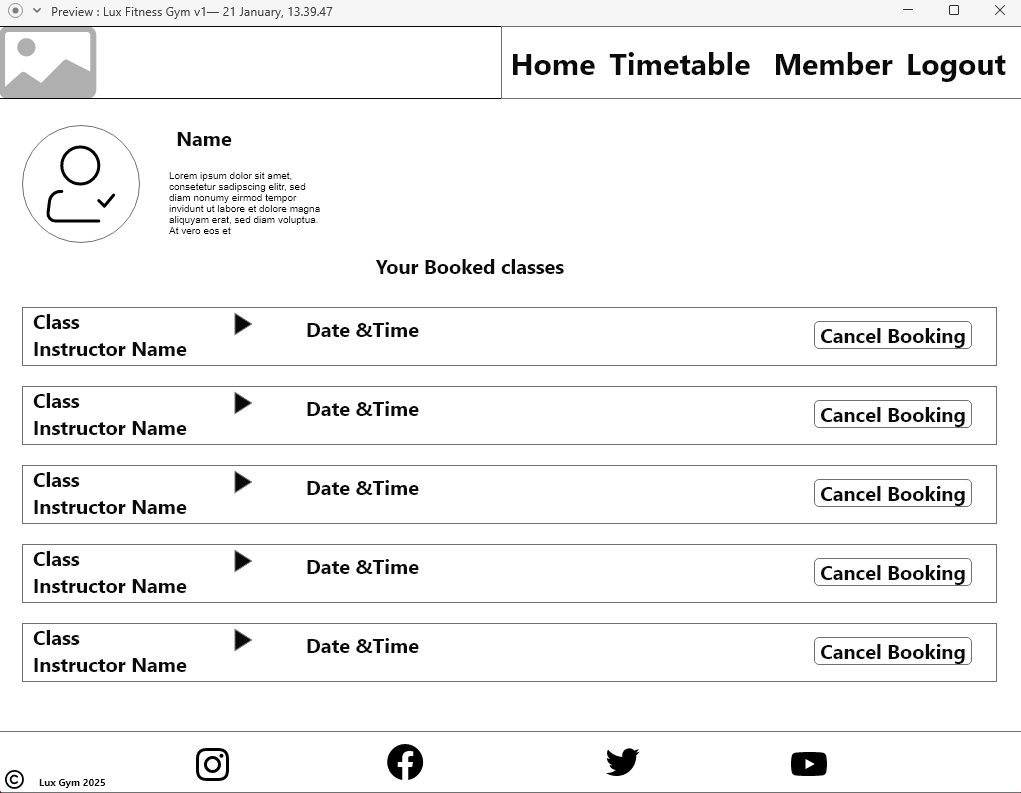 Preview : Lux Fitness Gym v1— 21 January, 13.39.47
Home Timetable Member Logout
Name
Lorem ipsum dolor sit amet,
consetetur sadipscing elitr, sed
diam nonumy eirmod tempor
invidunt ut labore et dolore magna
aliquyam erat, sed diam voluptua.
At vero eos et
Your Booked classes
Class
Instructor Name
Date &Time
Cancel Booking
Class
Instructor Name
Date &Time
Cancel Booking
Class
Instructor Name
Date &Time
Cancel Booking
Class
Instructor Name
Date &Time
Cancel Booking
Class
Instructor Name
Date &Time
Cancel Booking
© Lux Gym 2025